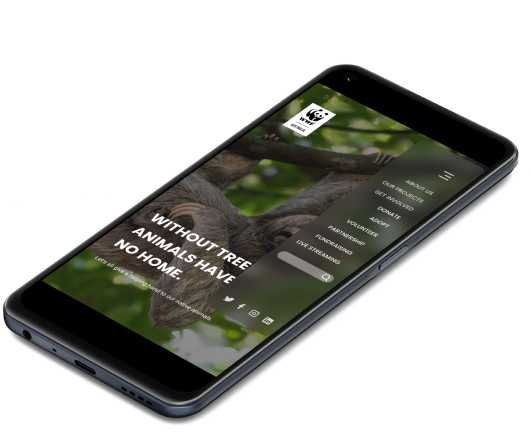 WWF
ABOUT US
OUR PROJECTS
GET INVOLVED
DONATE
ADOPT
VOLUNTEER
PARTNERSHIP
FUNDRAISING
LIVE STREAMING
WITHOUT TREE
ANIMALS HAVE
NO HOME.
Let's all give a helping hand to our native animals.